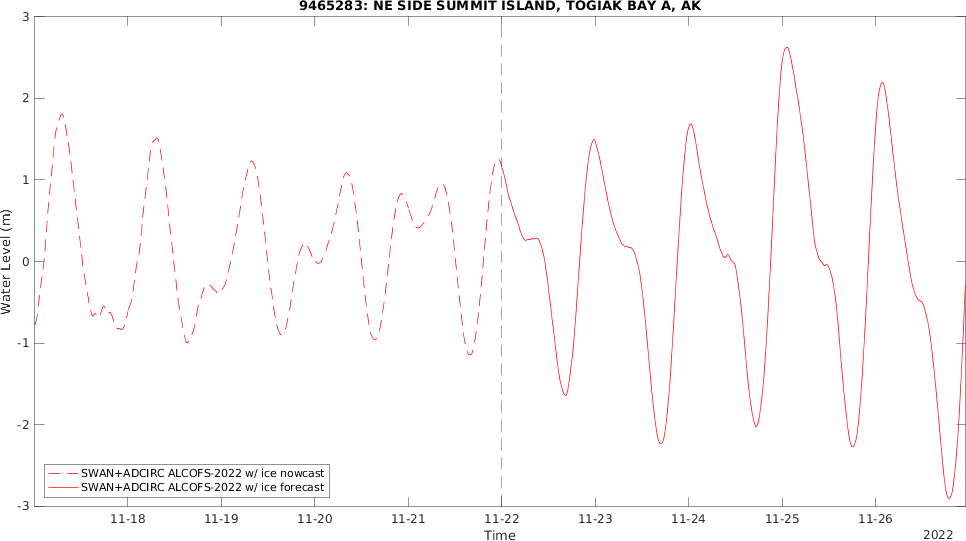 9465283: NE SIDE SUMMIT ISLAND, TOGIAK BAY A, AK
3
2
1
0
-1
-2
-3
Water Level (m)
SWAN+ADCIRC ALCOFS-2022 w/ ice nowcast
SWAN+ADCIRC ALCOFS-2022 w/ ice forecast
11-18 11-19 11-20 11-21 11-22 11-23 11-24 11-25 11-26
Time
2022